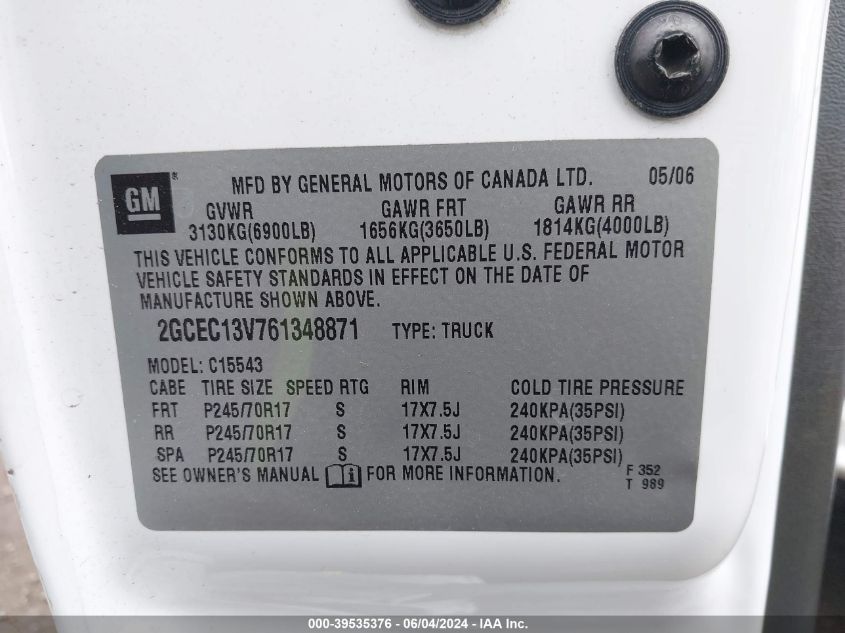 GM ® MFD BY GENERAL MOTORS OF CANADA LTD. 05/06
GVWR GAWR FRT GAWR RR
3130KG(6900LB) 1656KG(3650LB) 1814KG(4000LB)
THIS VEHICLE CONFORMS TO ALL APPLICABLE U.S. FEDERAL MOTOR
VEHICLE SAFETY STANDARDS IN EFFECT ON THE DATE OF
MANUFACTURE SHOWN ABOVE.
2GCEC13V761348871 TYPE: TRUCK
MODEL: C15543
CABE TIRE SIZE SPEED RTG RIM COLD TIRE PRESSURE
FRT P245/70R17 S 17X7.5J 240KPA(35PSI)
RR P245/70R17 S 17X7.5J 240KPA(35PSI)
SPA P245/70R17 S 17X7.5J 240KPA(35PSI)
SEE OWNER'S MANUAL i FOR MORE INFORMATION. F 352
T 989
000-39535376 - 06/04/2024 - IAA Inc.